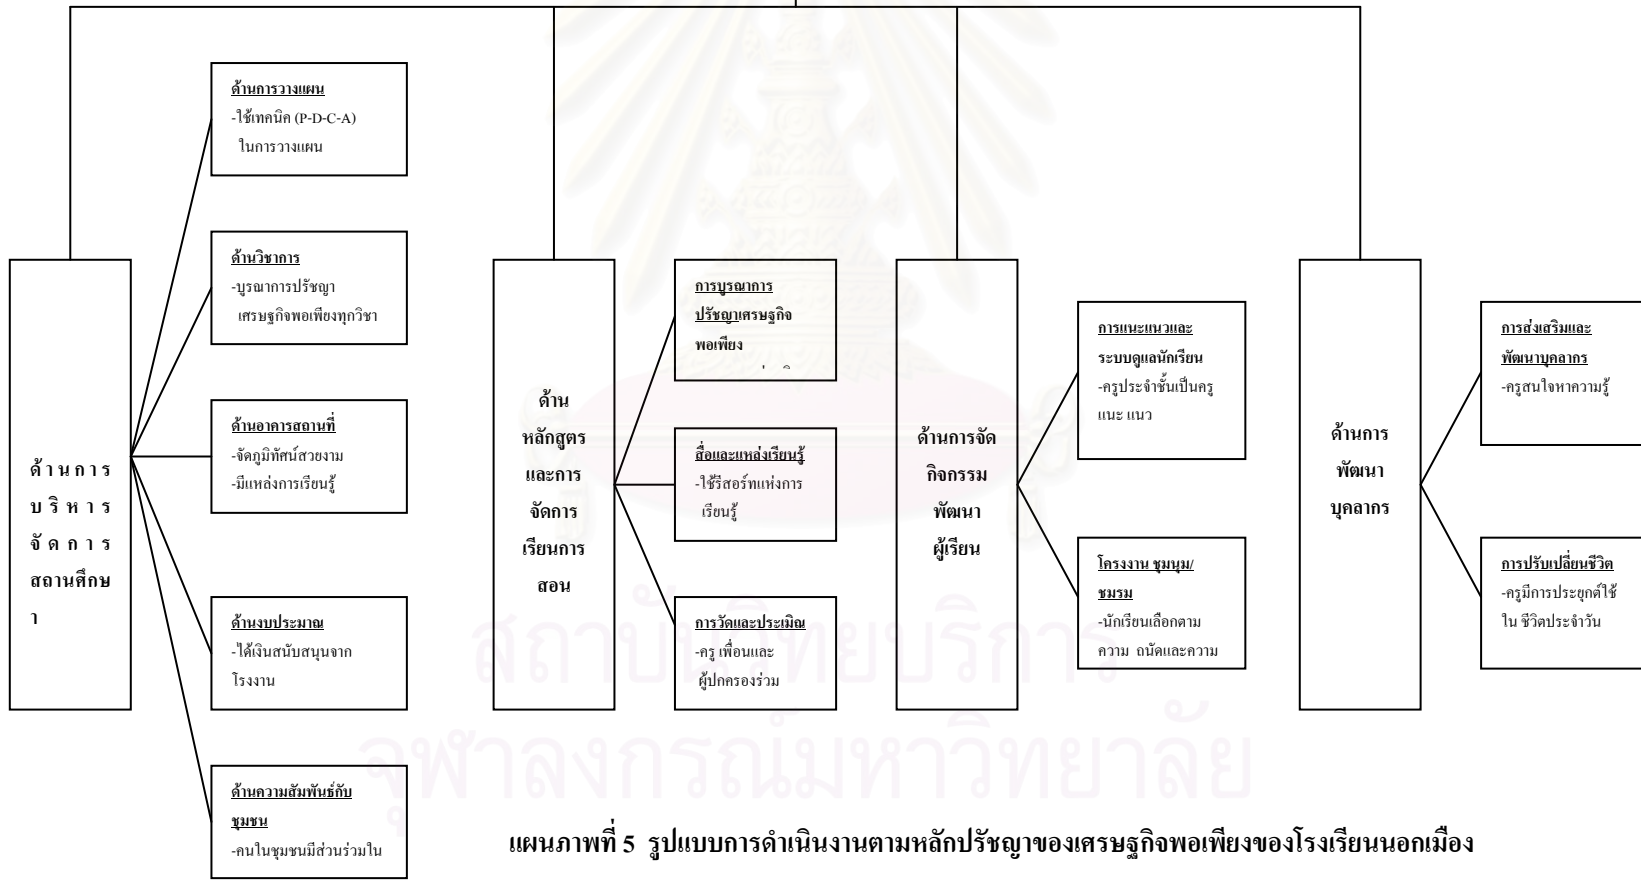 ด้านการบริหารจัดการสถานศึกษา
ด้านการวางแผน
-ใช้เทคนิค (P-D-C-A)
ในการวางแผน
ด้านวิชาการ
-บูรณาการปรัชญา
เศรษฐกิจพอเพียงทุกวิชา
ด้านอาคารสถานที่
-จัดภูมิทัศน์สวยงาม
-มีแหล่งการเรียนรู้
ด้านงบประมาณ
-ได้เงินสนับสนุนจาก
โรงงาน
ด้านความสัมพันธ์กับ
ชุมชน
-คนในชุมชนมีส่วนร่วมใน
ด้าน
หลักสูตร
และการ
จัดการ
เรียนการ
สอน
การบูรณาการ
ปรัชญาเศรษฐกิจ
พอเพียง
สื่อและแหล่งเรียนรู้
-ใช้รีสอร์ทแห่งการ
เรียนรู้
การวัดและประเมิณ
-ครู เพื่อนและ
ผู้ปกครองร่วม
ด้านการจัด
กิจกรรม
พัฒนา
ผู้เรียน
การแนะแนวและ
ระบบดูแลนักเรียน
-ครูประจำชั้นเป็นครู
แนะ แนว
โครงงาน ชุมนุม/
ชมรม
-นักเรียนเลือกตาม
ความ ถนัดและความ
ด้านการ
พัฒนา
บุคลากร
การส่งเสริมและ
พัฒนาบุคลากร
-ครูสนใจหาความรู้
การปรับเปลี่ยนชีวิต
-ครูมีการประยุกต์ใช้
ใน ชีวิตประจำวัน
สถาบันวิทยบริการ
จุฬาลงกรณ์มหาวิทยาลัย
แผนภาพที่ 5 รูปแบบการดำเนินงานตามหลักปรัชญาของเศรษฐกิจพอเพียงของโรงเรียนนอกเมือง